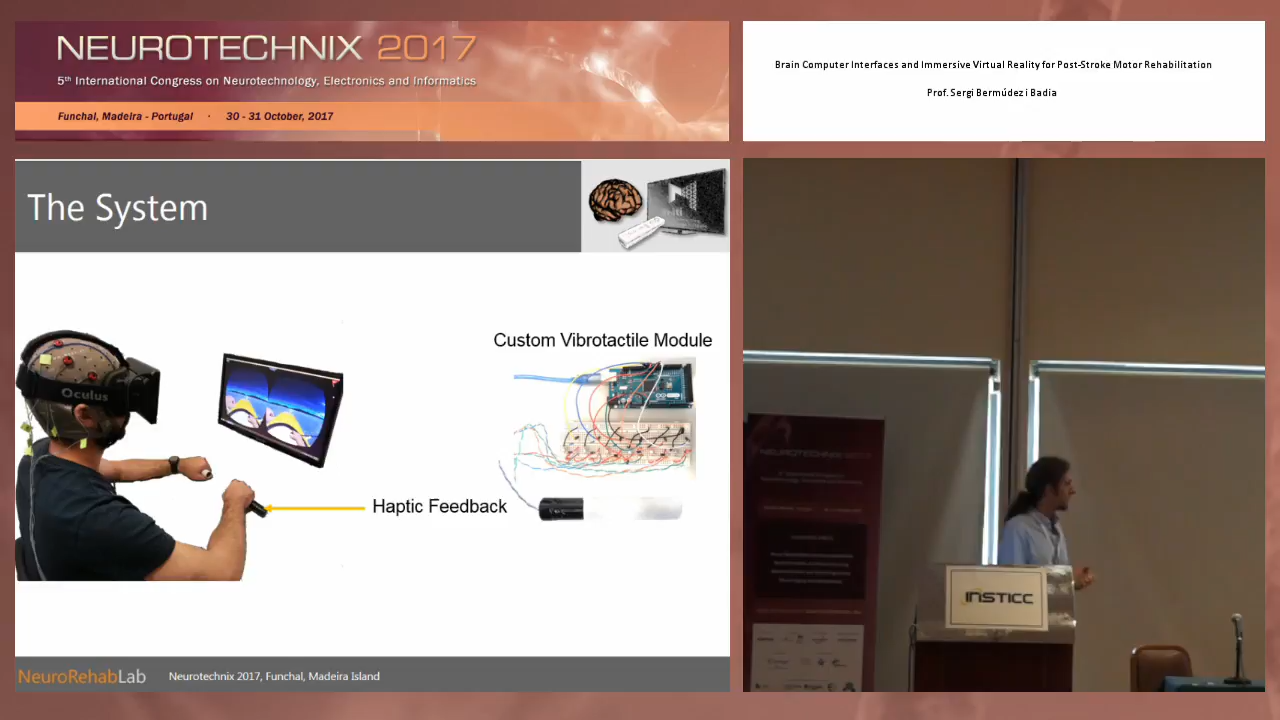 NEUROTECHNIX 2017
5th International Congress on Neurotechnology, Electronics and Informatics
Funchal, Madeira - Portugal · 30 - 31 October, 2017
Brain Computer Interfaces and Immersive Virtual Reality for Post-Stroke Motor Rehabilitation
Prof. Sergi Bermúdez i Badia
The System
Custom Vibrotactile Module
Oculus
Haptic Feedback
NeuroRehabLab
Neurotechnix 2017, Funchal, Madeira Island
NEUROTECHNIX 2017
INSTICC